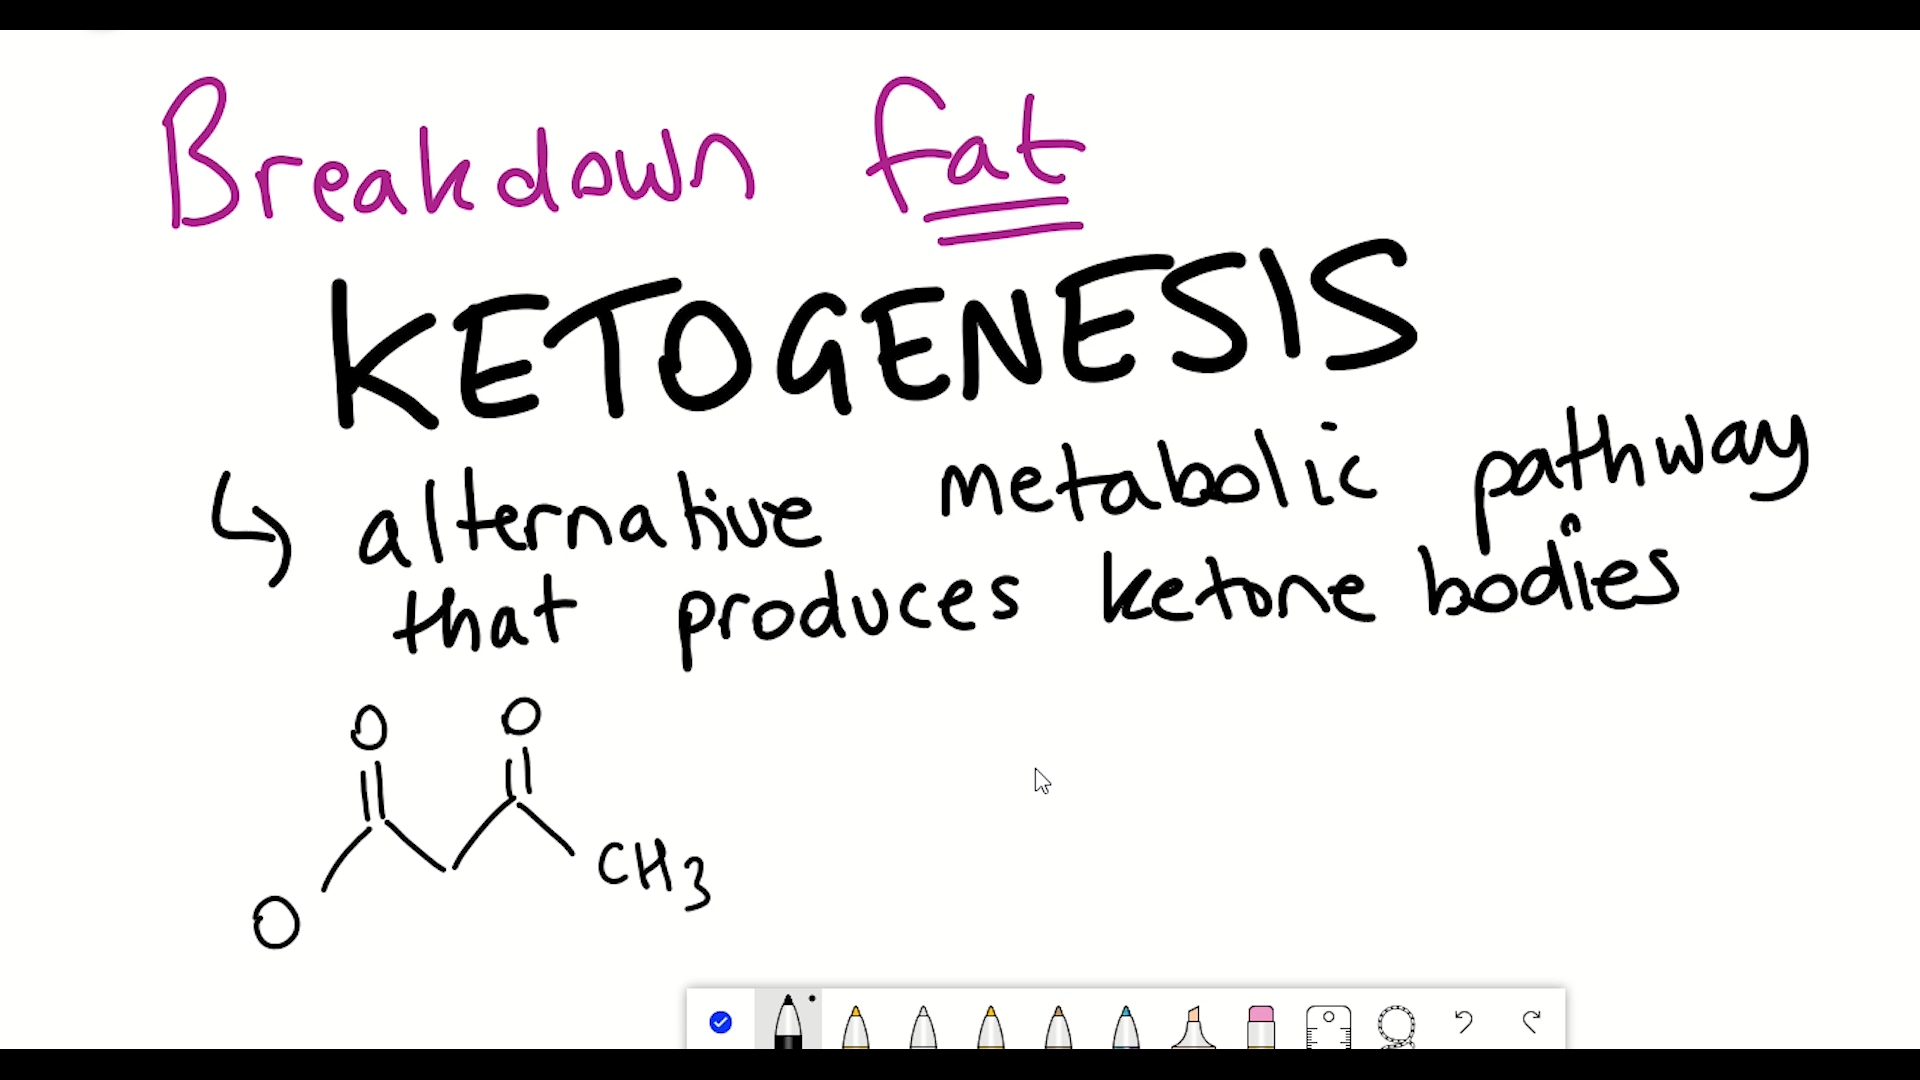 Breakdown fat
KETOGENESIS
↳ alternative metabolic pathway
that produces ketone bodies
O O
CH3
O